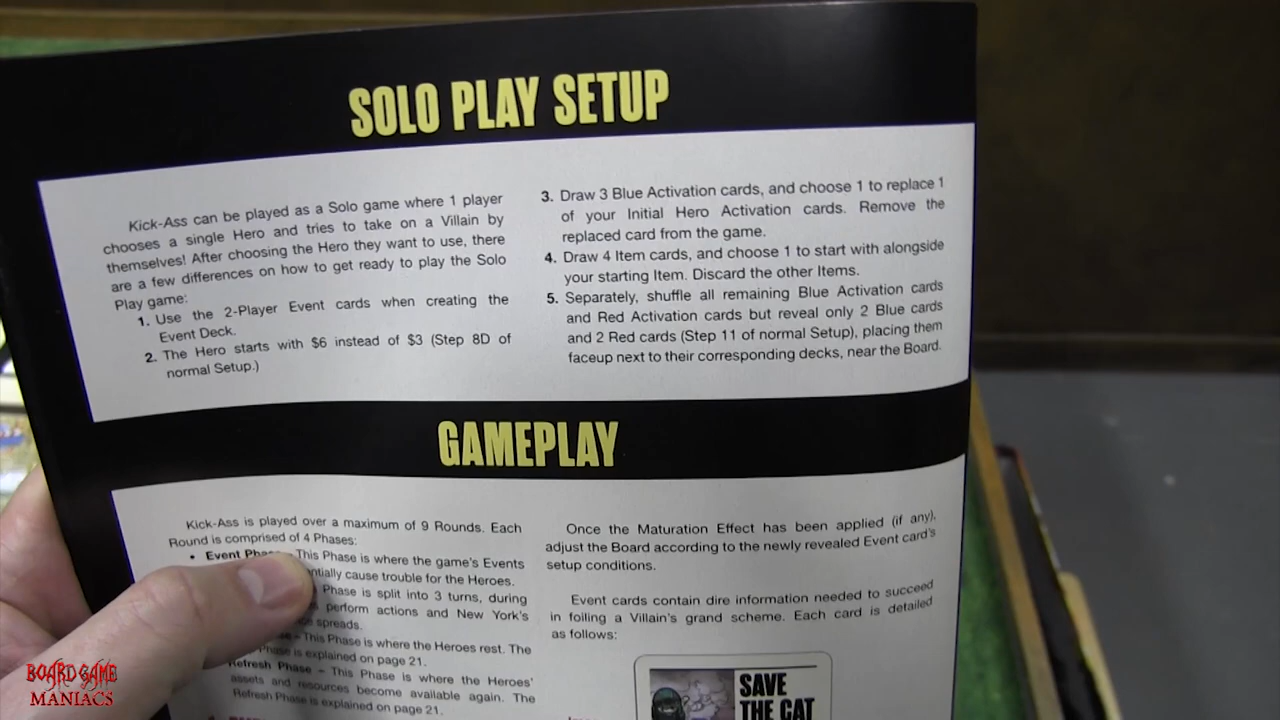 SOLO PLAY SETUP
Kick-Ass can be played as a Solo game where 1 player
chooses a single Hero and tries to take on a Villain by
themselves! After choosing the Hero they want to use, there
are a few differences on how to get ready to play the Solo
Play game:
1. Use the 2-Player Event cards when creating the
Event Deck.
2. The Hero starts with $6 instead of $3 (Step 8D of
normal Setup.)
3. Draw 3 Blue Activation cards, and choose 1 to replace 1
of your Initial Hero Activation cards. Remove the
replaced card from the game.
4. Draw 4 Item cards, and choose 1 to start with alongside
your starting Item. Discard the other Items.
5. Separately, shuffle all remaining Blue Activation cards
and Red Activation cards but reveal only 2 Blue cards
and 2 Red cards (Step 11 of normal Setup), placing them
faceup next to their corresponding decks, near the Board.
GAMEPLAY
Kick-Ass is played over a maximum of 9 Rounds. Each
Round is comprised of 4 Phases:
• Event This Phase is where the game's Events
cause trouble for the Heroes.
Phase is split into 3 turns, during
perform actions and New York's
spreads.
– This Phase is where the Heroes rest. The
Phase is explained on page 21.
Refresh Phase – This Phase is where the Heroes'
assets and resources become available again. The
Refresh Phase is explained on page 21.
Once the Maturation Effect has been applied (if any),
adjust the Board according to the newly revealed Event card's
setup conditions.
Event cards contain dire information needed to succeed
in foiling a Villain's grand scheme. Each card is detailed
as follows:
SAVE
THE CAT
BOARD GAME
MANIACS